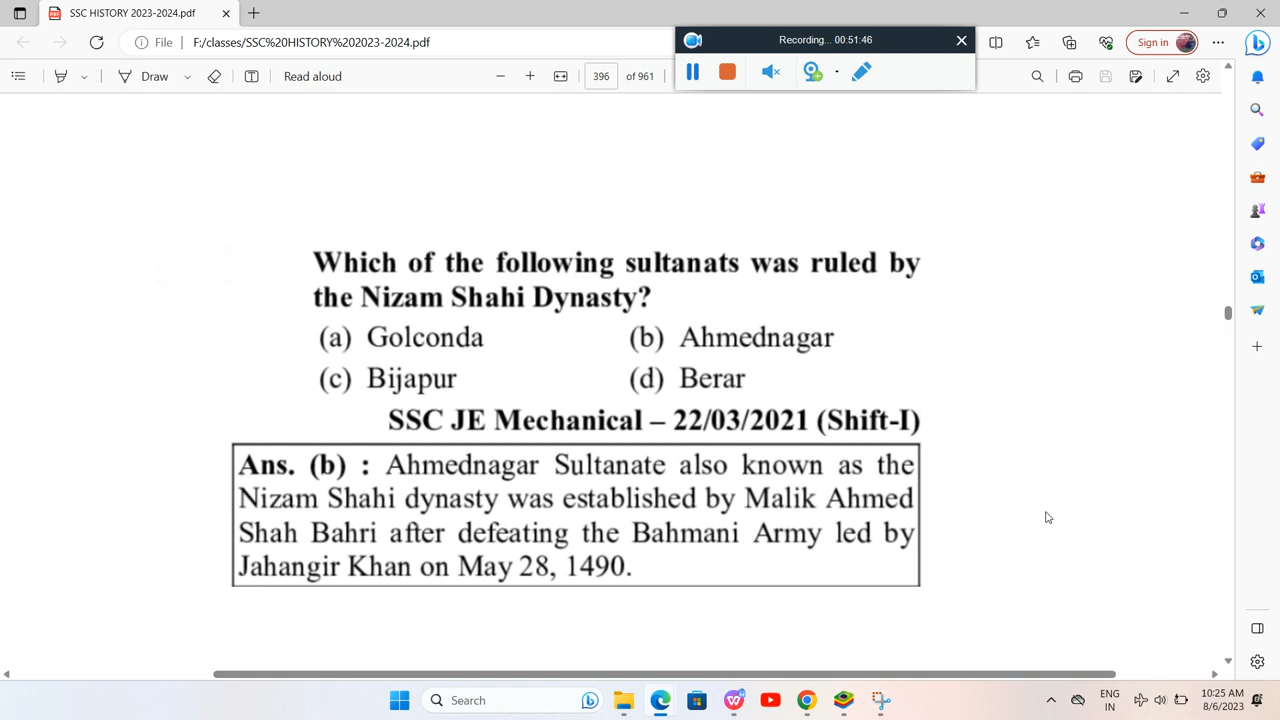 SSC HISTORY 2023-2024.pdf
File
F:/classes/SSC%20HISTORY%202023-2024.pdf
Recording... 00:51:46
Sign in
Draw
Read aloud
396 of 961
Which of the following sultanats was ruled by
the Nizam Shahi Dynasty?
(a) Golconda (b) Ahmednagar
(c) Bijapur (d) Berar
SSC JE Mechanical – 22/03/2021 (Shift-I)
Ans. (b) : Ahmednagar Sultanate also known as the
Nizam Shahi dynasty was established by Malik Ahmed
Shah Bahri after defeating the Bahmani Army led by
Jahangir Khan on May 28, 1490.
Search
ENG
IN
10:25 AM
8/6/2023